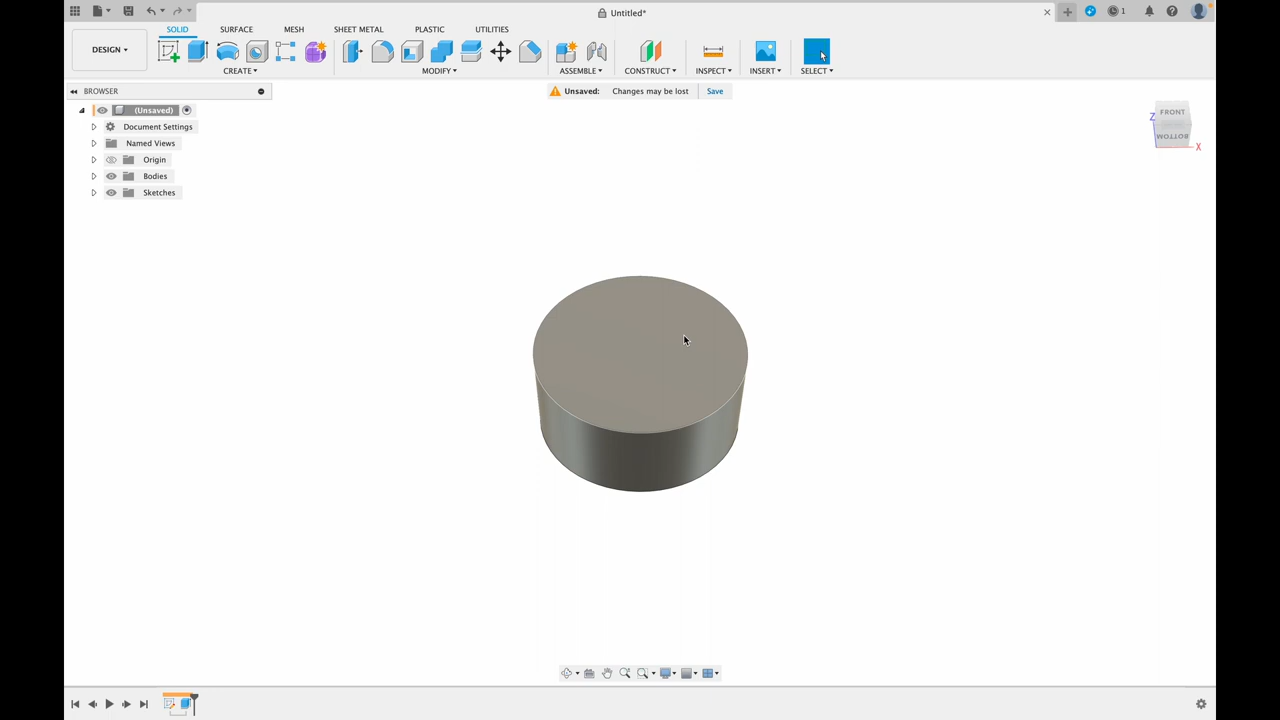 Untitled*
1
DESIGN
SOLID
SURFACE
MESH
SHEET METAL
PLASTIC
UTILITIES
CREATE
MODIFY
ASSEMBLE
CONSTRUCT
INSPECT
INSERT
SELECT
BROWSER
Unsaved: Changes may be lost Save
(Unsaved)
Document Settings
Named Views
Origin
Bodies
Sketches
FRONT
BOTTOM
Z
X